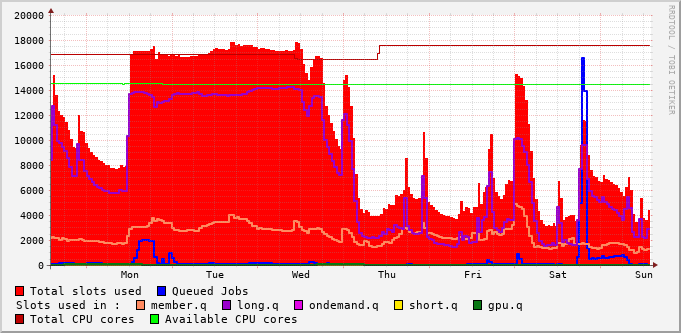 20000
18000
16000
14000
12000
10000
8000
6000
4000
2000
0
Mon Tue Wed Thu Fri Sat Sun
RRDTOOL / TOBI OETIKER
Total slots used Queued Jobs
Slots used in : member.q long.q ondemand.q short.q gpu.q
Total CPU cores Available CPU cores